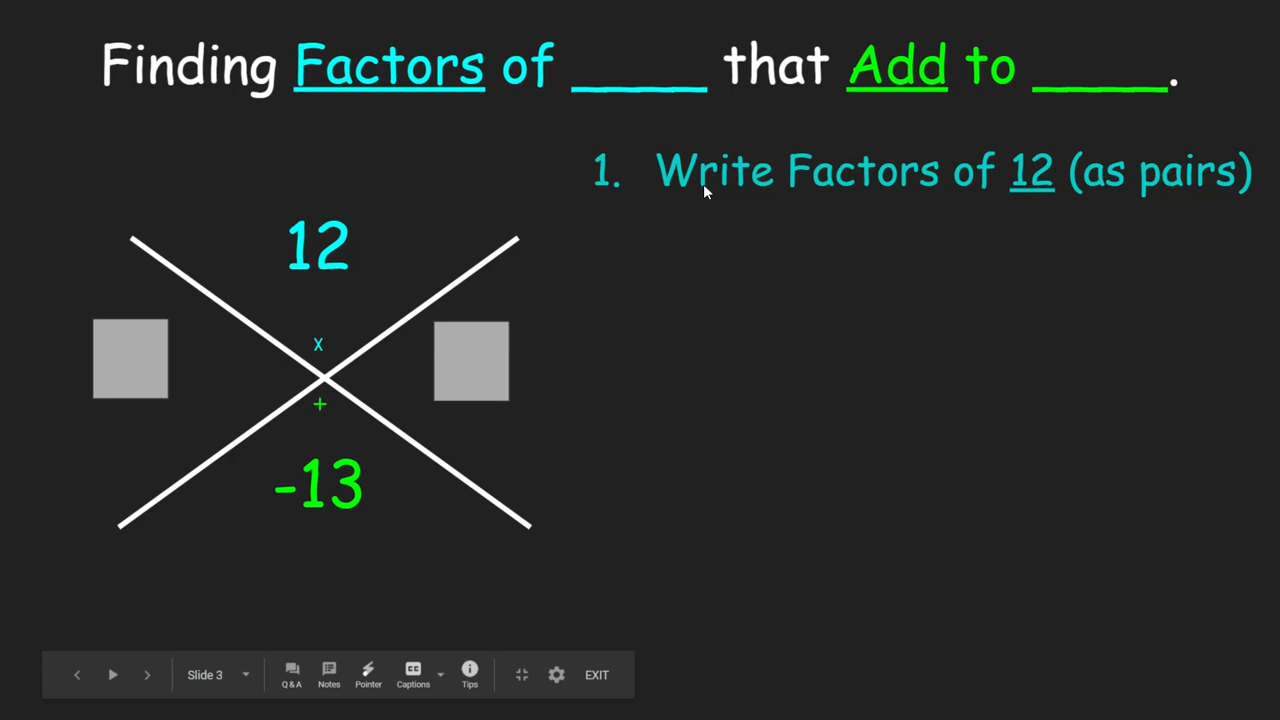 Finding Factors of _____ that Add to _____.
1. Write Factors of 12 (as pairs)
12
x
+
-13
Slide 3
Q & A
Notes
Pointer
CC
Captions
Tips
EXIT